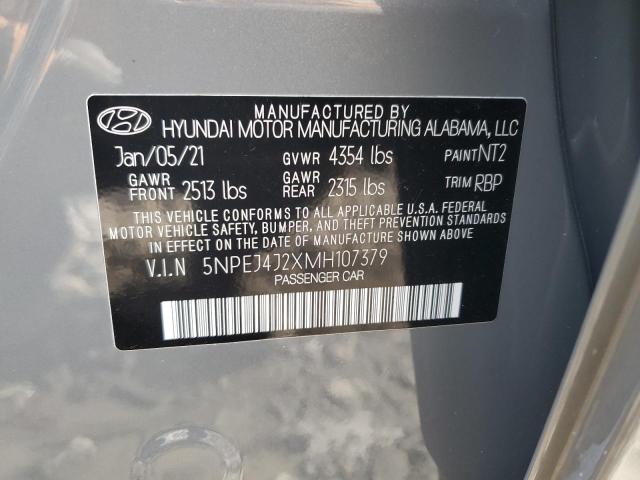 MANUFACTURED BY
HYUNDAI MOTOR MANUFACTURING ALABAMA, LLC
Jan/05/21 GVWR 4354 lbs PAINT NT2
GAWR FRONT 2513 lbs GAWR REAR 2315 lbs TRIM RBP
THIS VEHICLE CONFORMS TO ALL APPLICABLE U.S.A. FEDERAL
MOTOR VEHICLE SAFETY, BUMPER, AND THEFT PREVENTION STANDARDS
IN EFFECT ON THE DATE OF MANUFACTURE SHOWN ABOVE.
V.I.N 5NPEJ4J2XMH107379
PASSENGER CAR